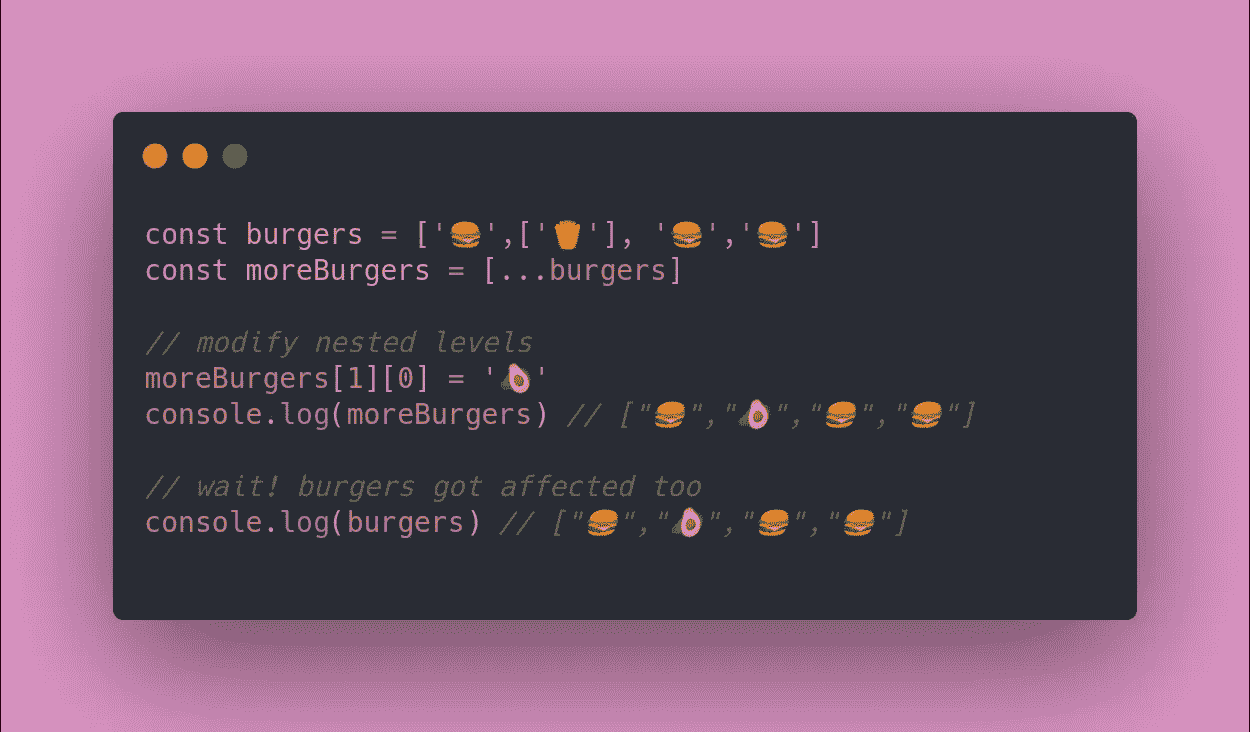 const burgers = ['🍔',['🍟'], '🍔','🍔']
const moreBurgers = [...burgers]
// modify nested levels
moreBurgers[1][0] = '🥑'
console.log(moreBurgers) // ["🍔","🥑","🍔","🍔"]
// wait! burgers got affected too
console.log(burgers) // ["🍔","🥑","🍔","🍔"]